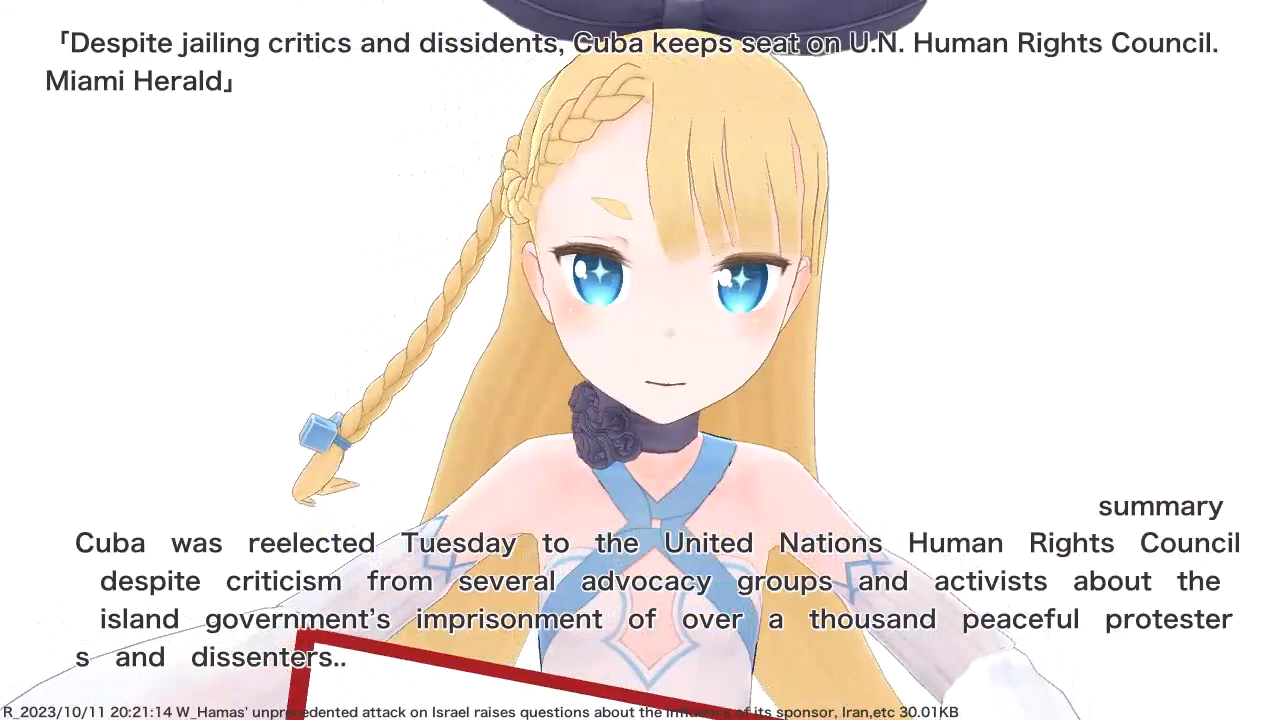 「Despite jailing critics and dissidents, Cuba keeps seat on U.N. Human Rights Council.
Miami Herald」
summary
Cuba was reelected Tuesday to the United Nations Human Rights Council
despite criticism from several advocacy groups and activists about the
island government’s imprisonment of over a thousand peaceful protester
s and dissenters..
R_2023/10/11 20:21:14 W_Hamas' unprecedented attack on Israel raises questions about the influence of its sponsor, Iran,etc 30.01KB